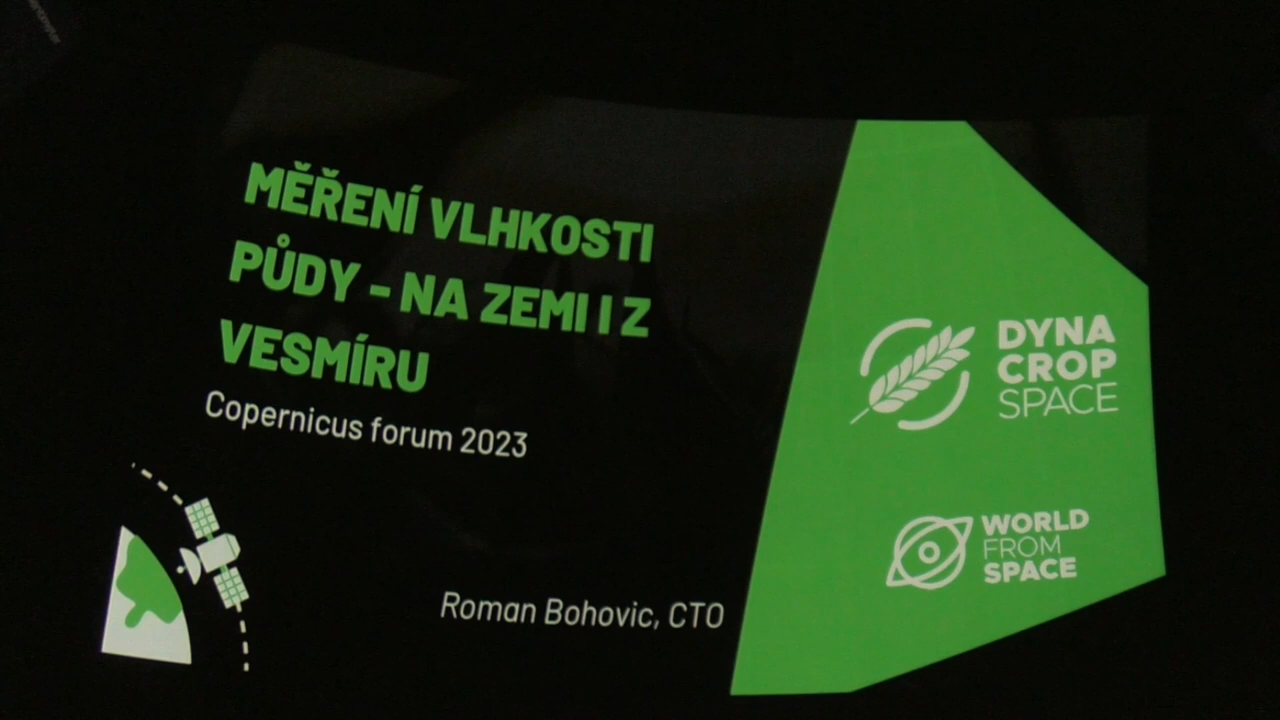 MĚŘENÍ VLHKOSTI
PŮDY - NA ZEMI I Z
VESMÍRU
Copernicus forum 2023
Roman Bohovic, CTO
DYNA
CROP
SPACE
WORLD
FROM
SPACE